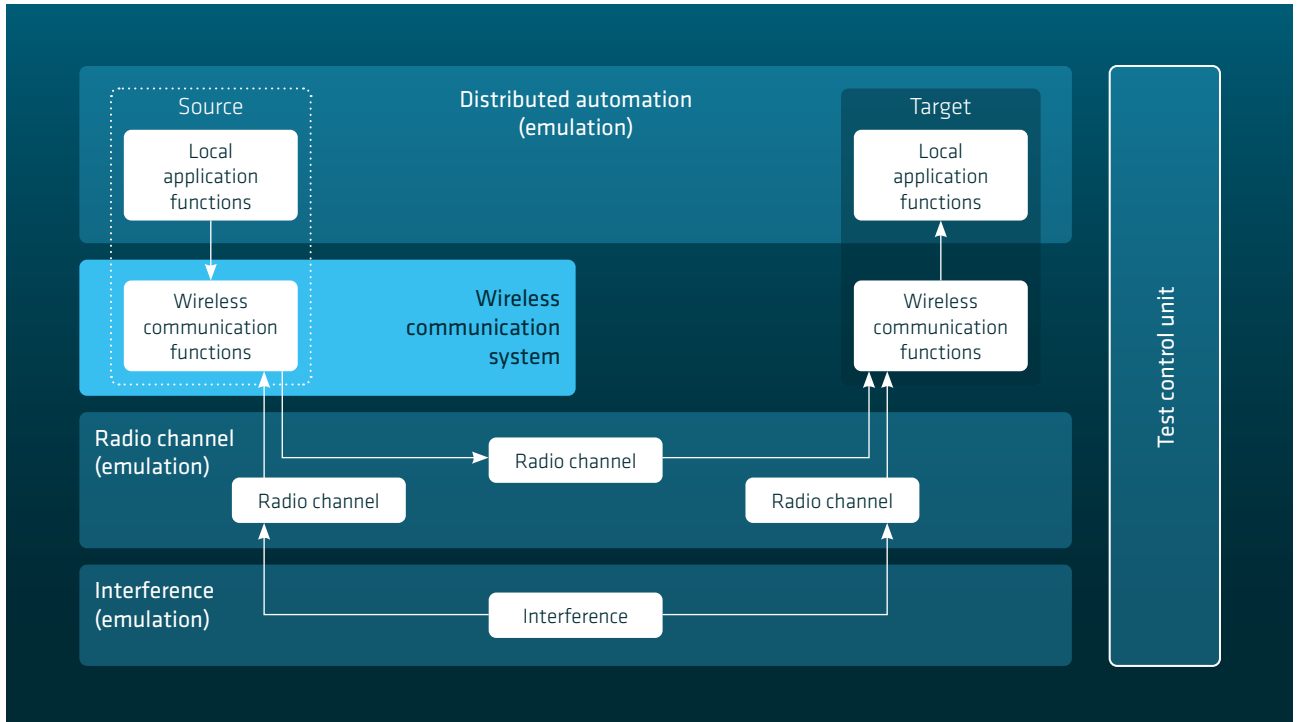 Source
Distributed automation
(emulation)
Target
Local
application
functions
Local
application
functions
Wireless
communication
functions
Wireless
communication
system
Wireless
communication
functions
Test control unit
Radio channel
(emulation)
Radio channel
Radio channel
Radio channel
Interference
(emulation)
Interference